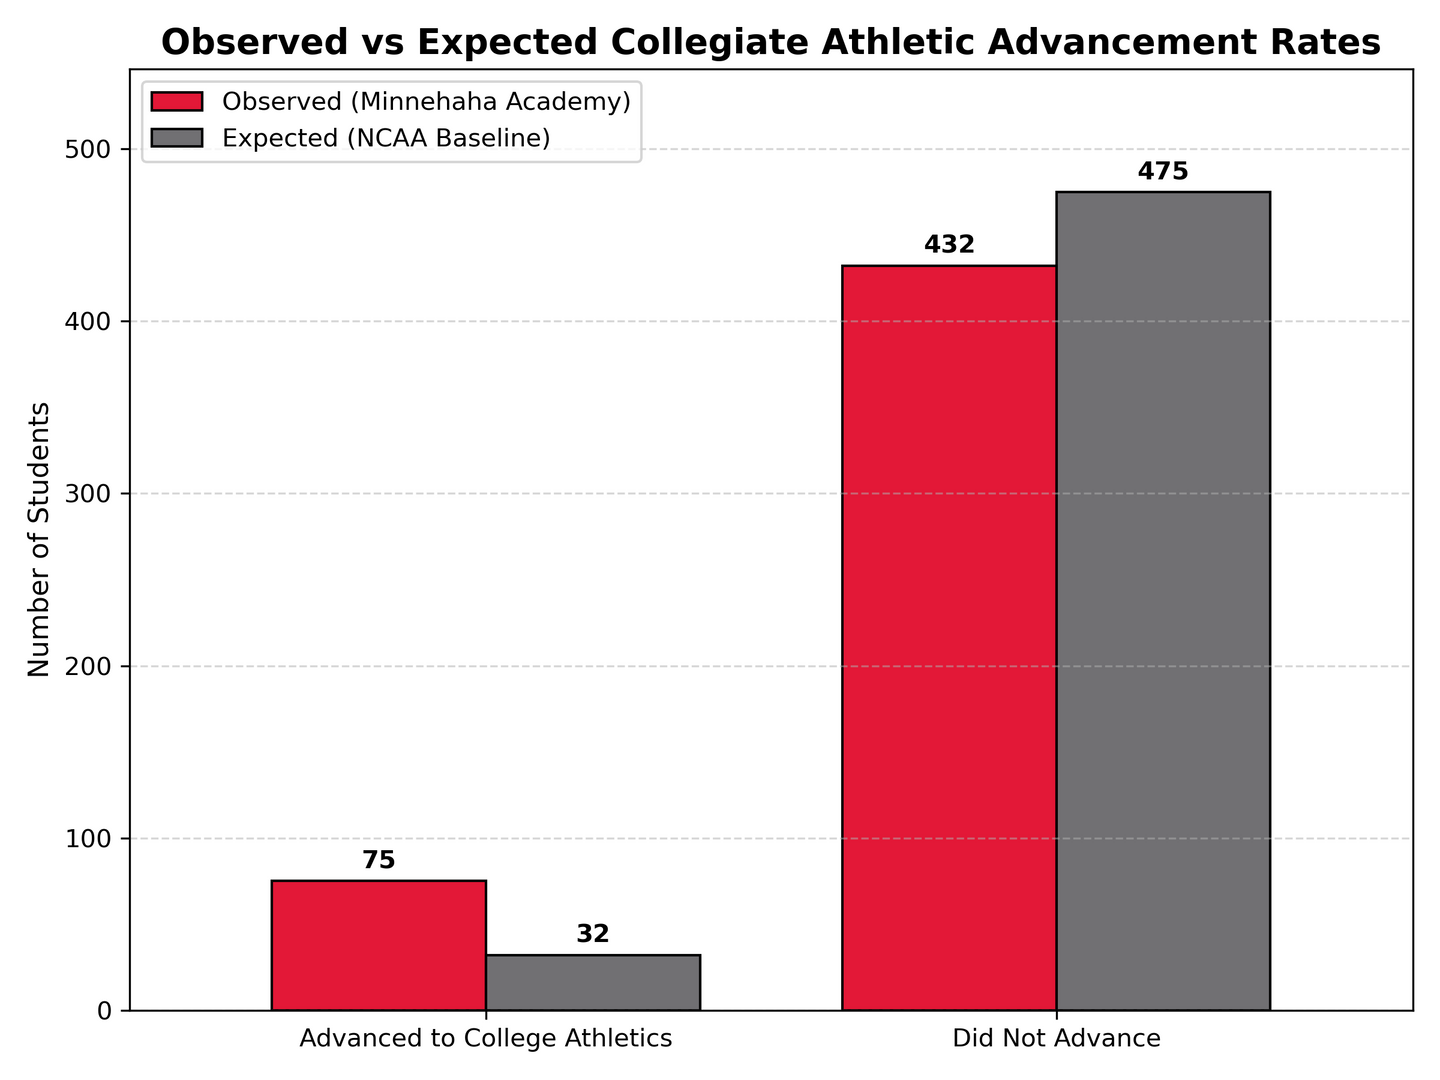 Observed vs Expected Collegiate Athletic Advancement Rates
Observed (Minnehaha Academy)
Expected (NCAA Baseline)
Number of Students
500
400
300
200
100
0
75
32
432
475
Advanced to College Athletics
Did Not Advance